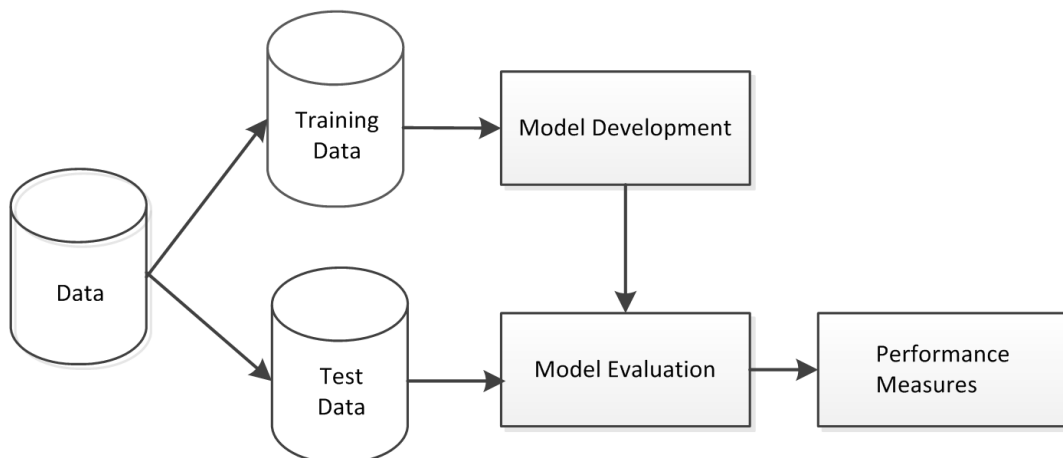 Training
Data
Model Development
Data
Test
Data
Model Evaluation
Performance
Measures